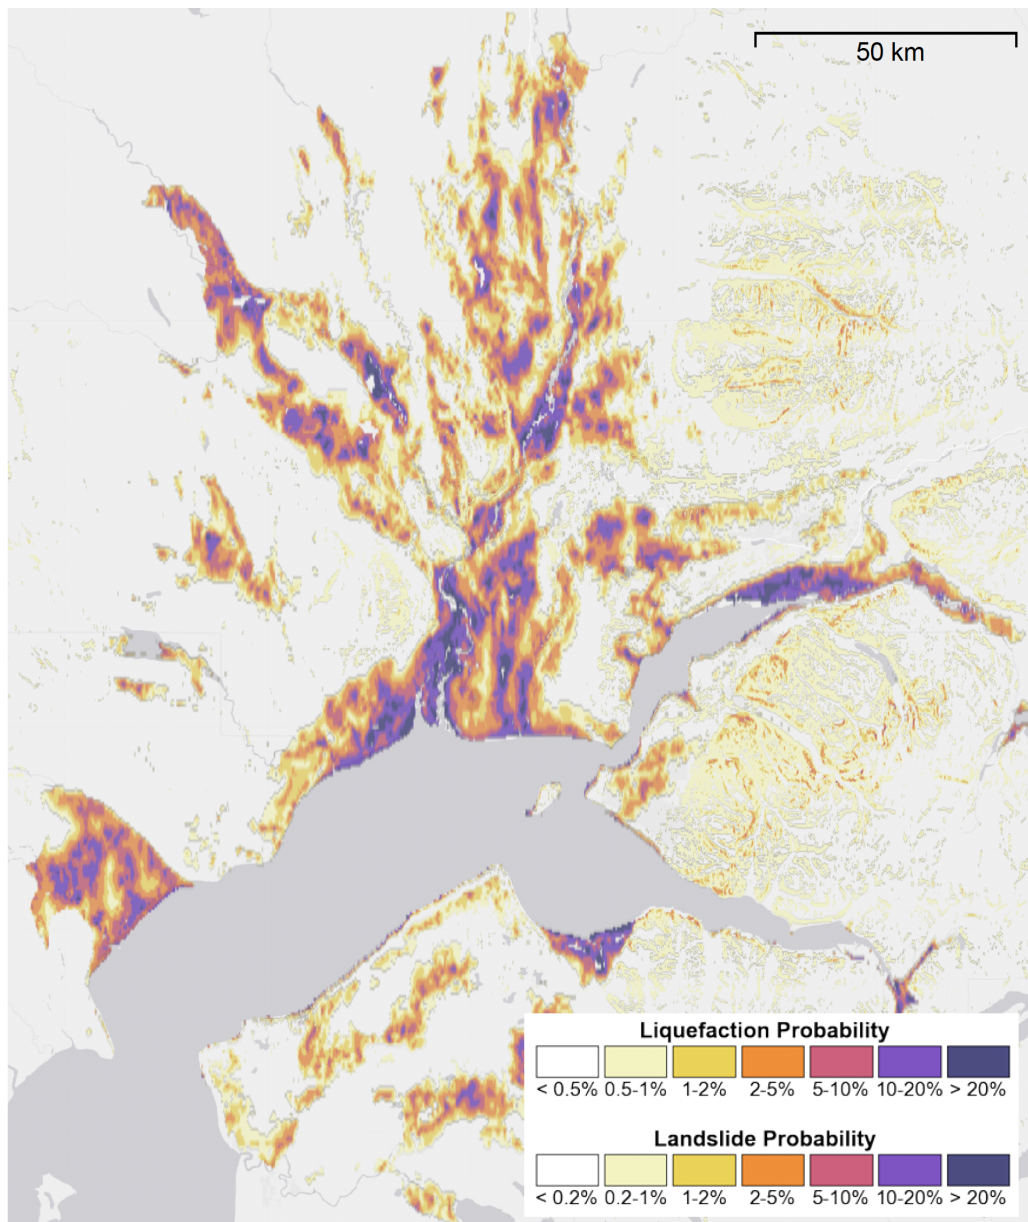 50 km
Liquefaction Probability
< 0.5% 0.5-1% 1-2% 2-5% 5-10% 10-20% > 20%
Landslide Probability
< 0.2% 0.2-1% 1-2% 2-5% 5-10% 10-20% > 20%